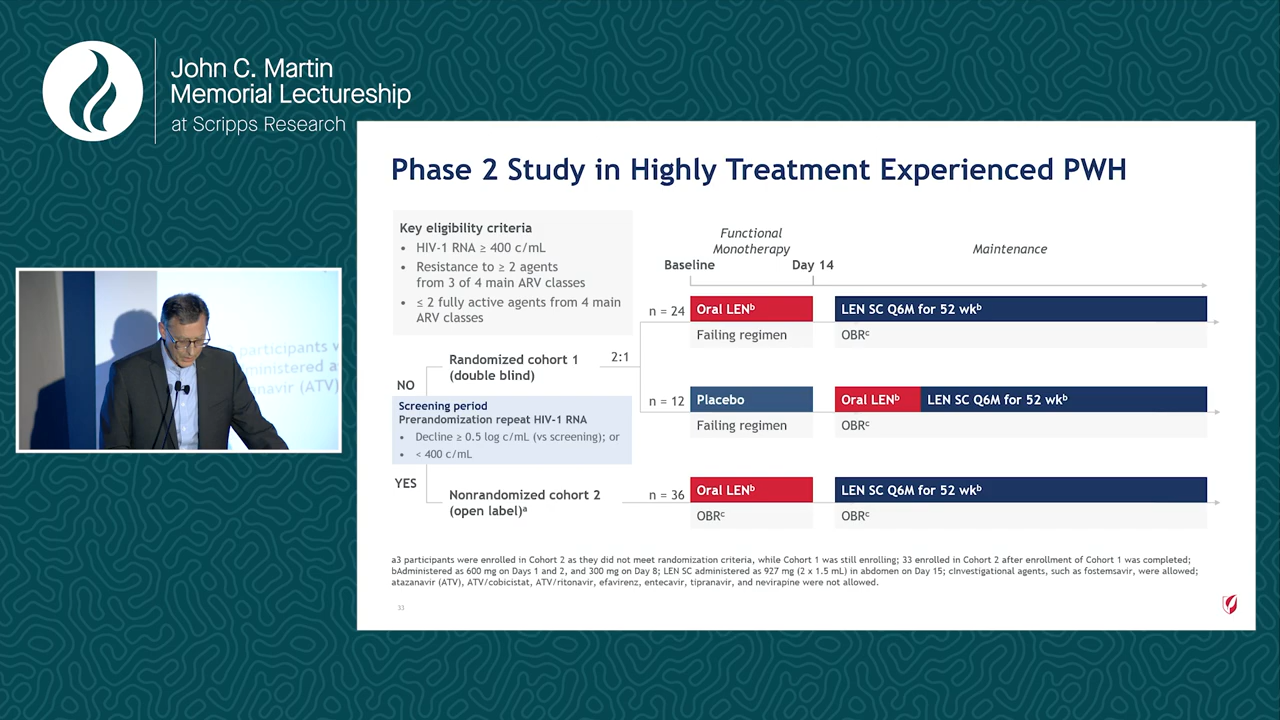 John C. Martin
Memorial Lectureship
at Scripps Research
Phase 2 Study in Highly Treatment Experienced PWH
Key eligibility criteria
• HIV-1 RNA ≥ 400 c/mL
• Resistance to ≥ 2 agents
from 3 of 4 main ARV classes
• ≤ 2 fully active agents from 4 main
ARV classes
Functional
Monotherapy
Maintenance
Baseline
Day 14
n = 24
Oral LENᵇ
LEN SC Q6M for 52 wkᵇ
Failing regimen
OBRᶜ
Randomized cohort 1
(double blind)
2:1
NO
n = 12
Placebo
Oral LENᵇ
LEN SC Q6M for 52 wkᵇ
Failing regimen
OBRᶜ
Screening period
Prerandomization repeat HIV-1 RNA
• Decline ≥ 0.5 log c/mL (vs screening); or
• < 400 c/mL
YES
Nonrandomized cohort 2
(open label)ᵃ
n = 36
Oral LENᵇ
LEN SC Q6M for 52 wkᵇ
OBRᶜ
OBRᶜ
a3 participants were enrolled in Cohort 2 as they did not meet randomization criteria, while Cohort 1 was still enrolling; 33 enrolled in Cohort 2 after enrollment of Cohort 1 was completed;
bAdministered as 600 mg on Days 1 and 2, and 300 mg on Day 8; LEN SC administered as 927 mg (2 x 1.5 mL) in abdomen on Day 15; cInvestigational agents, such as fostemsavir, were allowed;
atazanavir (ATV), ATV/cobicistat, ATV/ritonavir, efavirenz, entecavir, tipranavir, and nevirapine were not allowed.
33
participants w
ministered a
anavir (ATV)